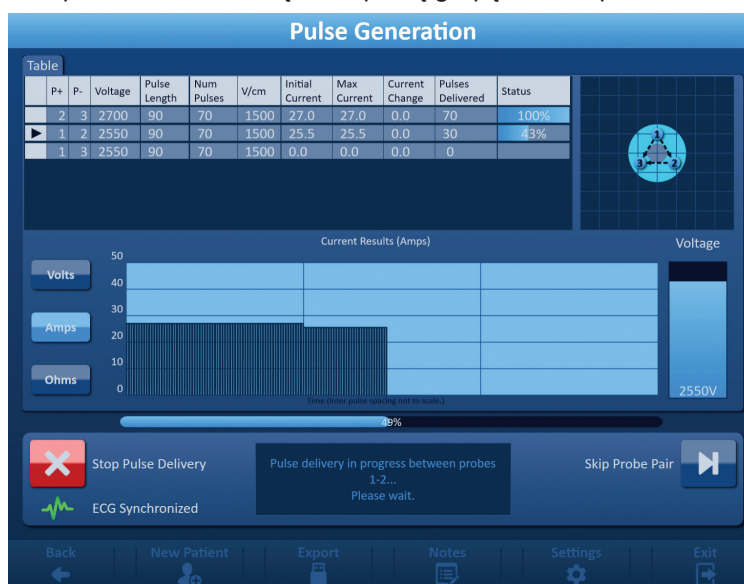 Pulse Generation
Table
P+ P- Voltage Pulse Length Num Pulses V/cm Initial Current Max Current Current Change Pulses Delivered Status
2 3 2700 90 70 1500 27.0 27.0 0.0 70 100%
1 2 2550 90 70 1500 25.5 25.5 0.0 30 43%
1 3 2550 90 70 1500 0.0 0.0 0.0 0
1
3 2
Current Results (Amps)
Voltage
50
Volts
40
30
Amps
20
10
Ohms
0
2550V
Time (Inter pulse spacing not to scale.)
49%
Stop Pulse Delivery
Pulse delivery in progress between probes
1-2...
Please wait.
Skip Probe Pair
ECG Synchronized
Back New Patient Export Notes Settings Exit